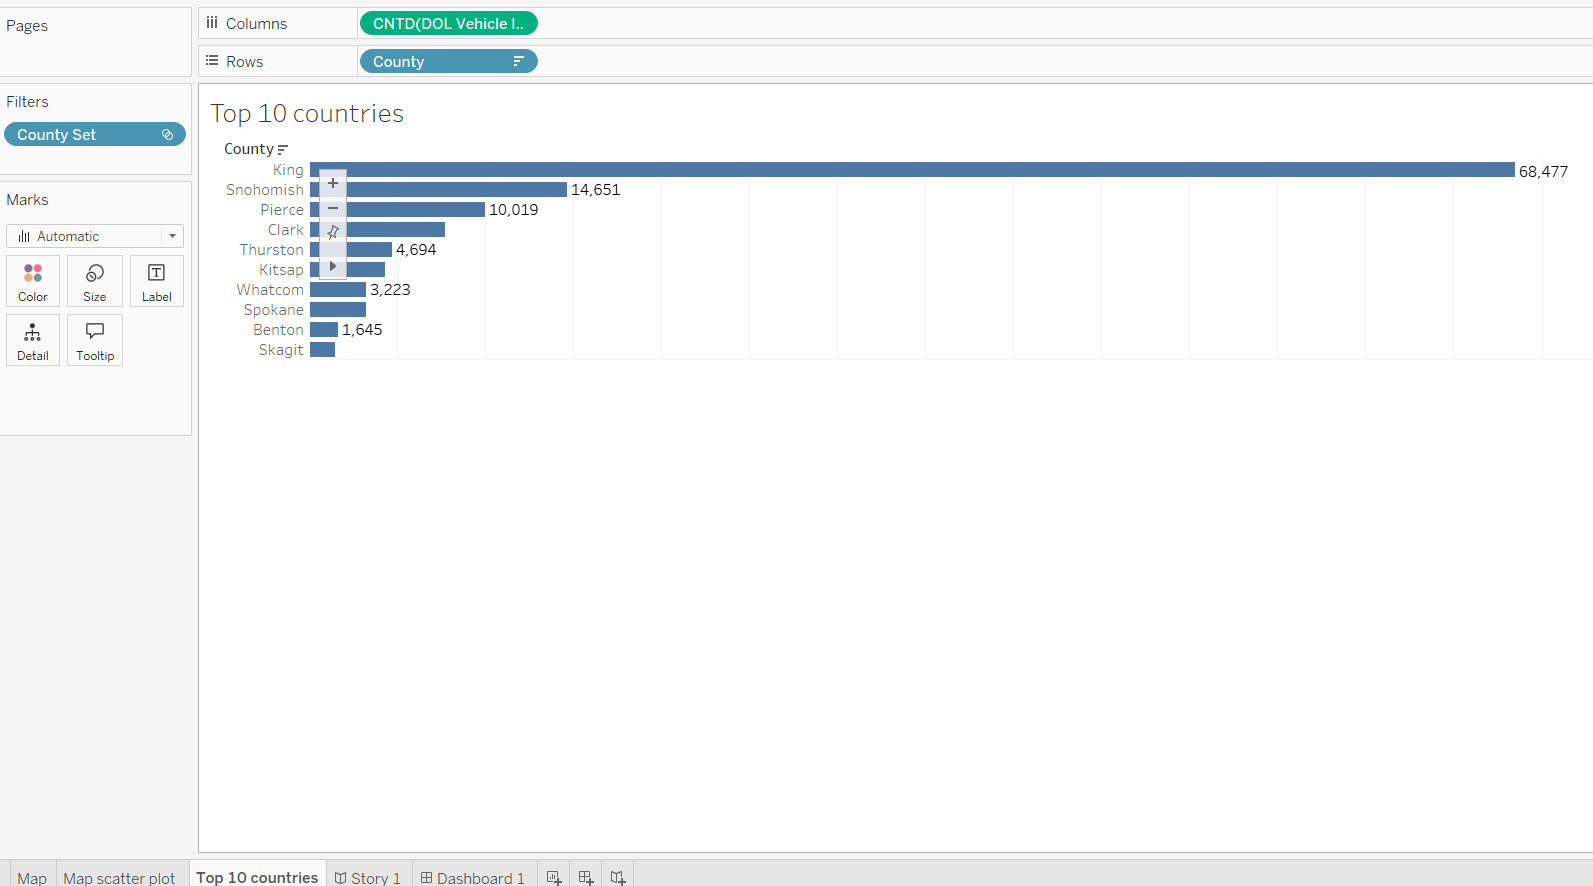 Pages
Columns
CNTD(DOL Vehicle I..
Rows
County
Filters
County Set
Marks
Automatic
Color
Size
Label
Detail
Tooltip
Top 10 countries
County
King 68,477
Snohomish 14,651
Pierce 10,019
Clark
Thurston 4,694
Kitsap
Whatcom 3,223
Spokane
Benton 1,645
Skagit
Map
Map scatter plot
Top 10 countries
Story 1
Dashboard 1